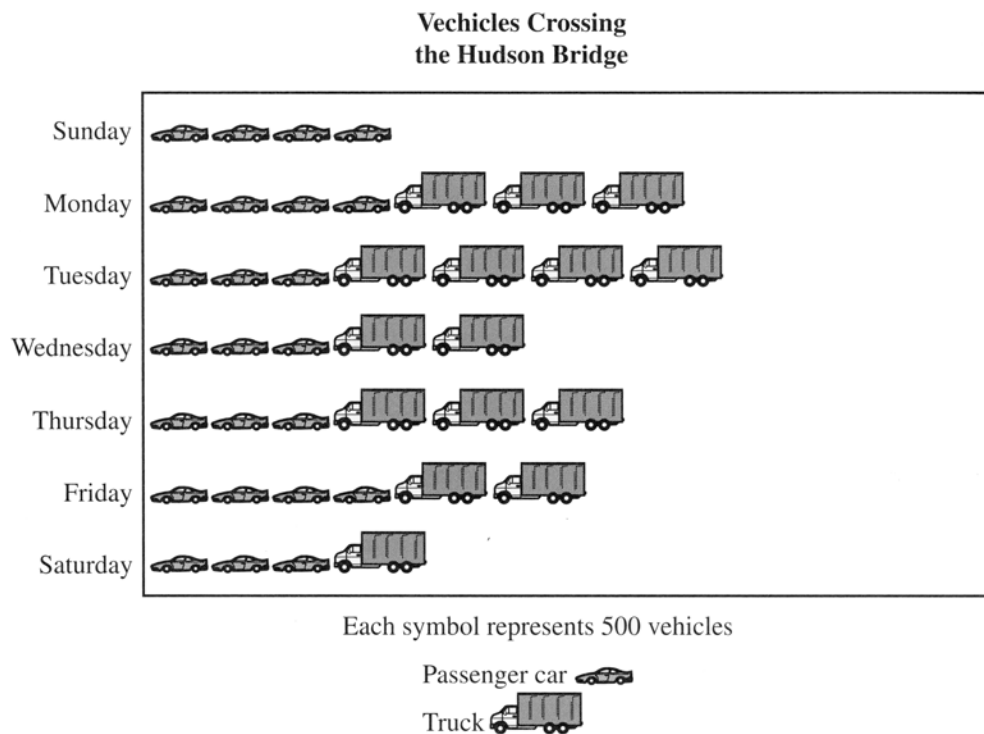 Vechicles Crossing
the Hudson Bridge
Sunday
Monday
Tuesday
Wednesday
Thursday
Friday
Saturday
Each symbol represents 500 vehicles
Passenger car
Truck